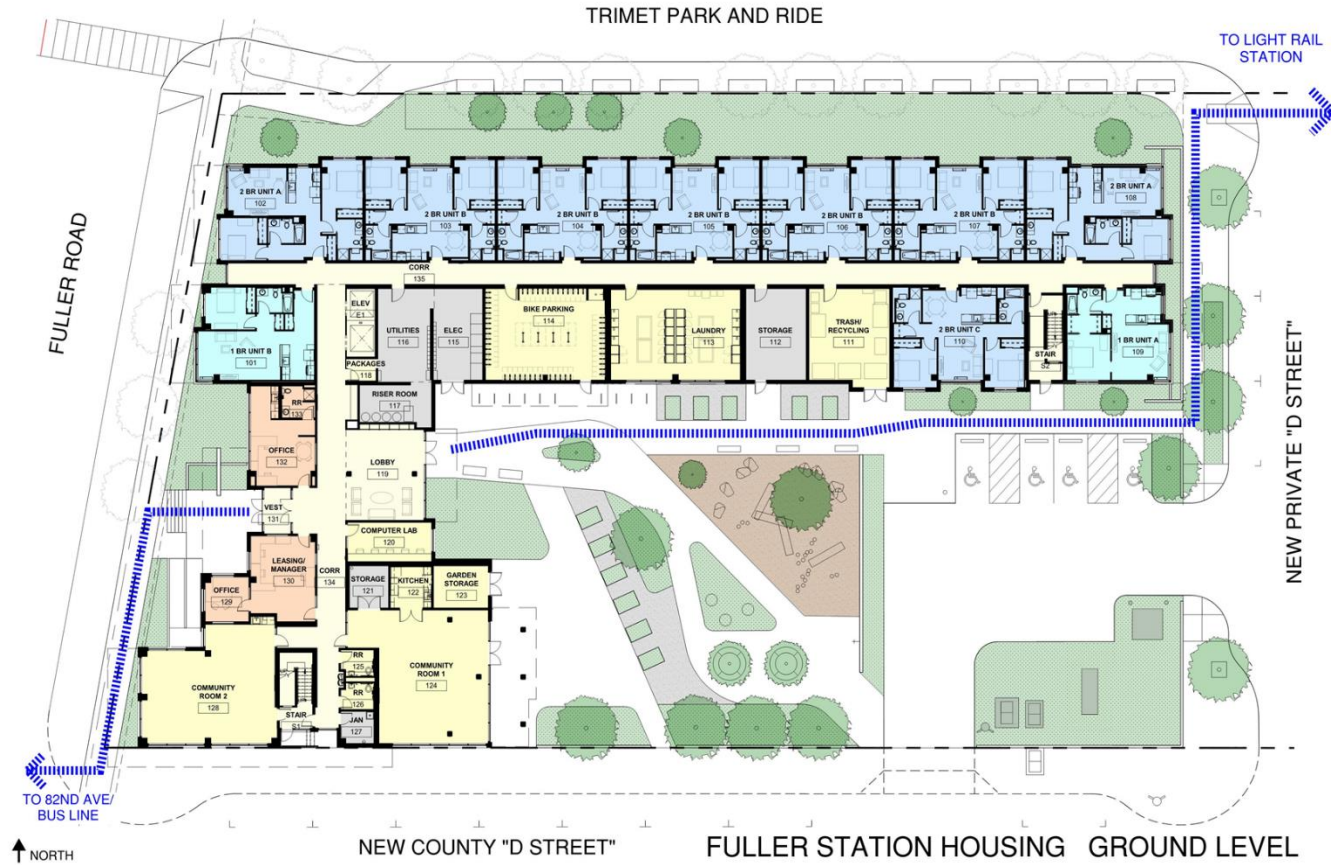 TRIMET PARK AND RIDE
TO LIGHT RAIL
STATION
FULLER ROAD
2 BR UNIT A
102
2 BR UNIT B
103
2 BR UNIT B
104
2 BR UNIT B
105
2 BR UNIT B
106
2 BR UNIT B
107
2 BR UNIT A
108
CORR
135
1 BR UNIT B
101
ELEV
E1
PACKAGES
118
UTILITIES
116
ELEC
115
BIKE PARKING
114
LAUNDRY
113
STORAGE
112
TRASH/
RECYCLING
111
2 BR UNIT C
110
STAIR
S2
1 BR UNIT A
109
NEW PRIVATE "D STREET"
RISER ROOM
117
RR
133
OFFICE
132
LOBBY
119
VEST
131
COMPUTER LAB
120
LEASING/
MANAGER
130
CORR
134
OFFICE
129
STORAGE
121
KITCHEN
122
GARDEN
STORAGE
123
COMMUNITY
ROOM 2
128
RR
125
RR
126
COMMUNITY
ROOM 1
124
STAIR
S1
JAN
127
TO 82ND AVE/
BUS LINE
NORTH
NEW COUNTY "D STREET"
FULLER STATION HOUSING GROUND LEVEL